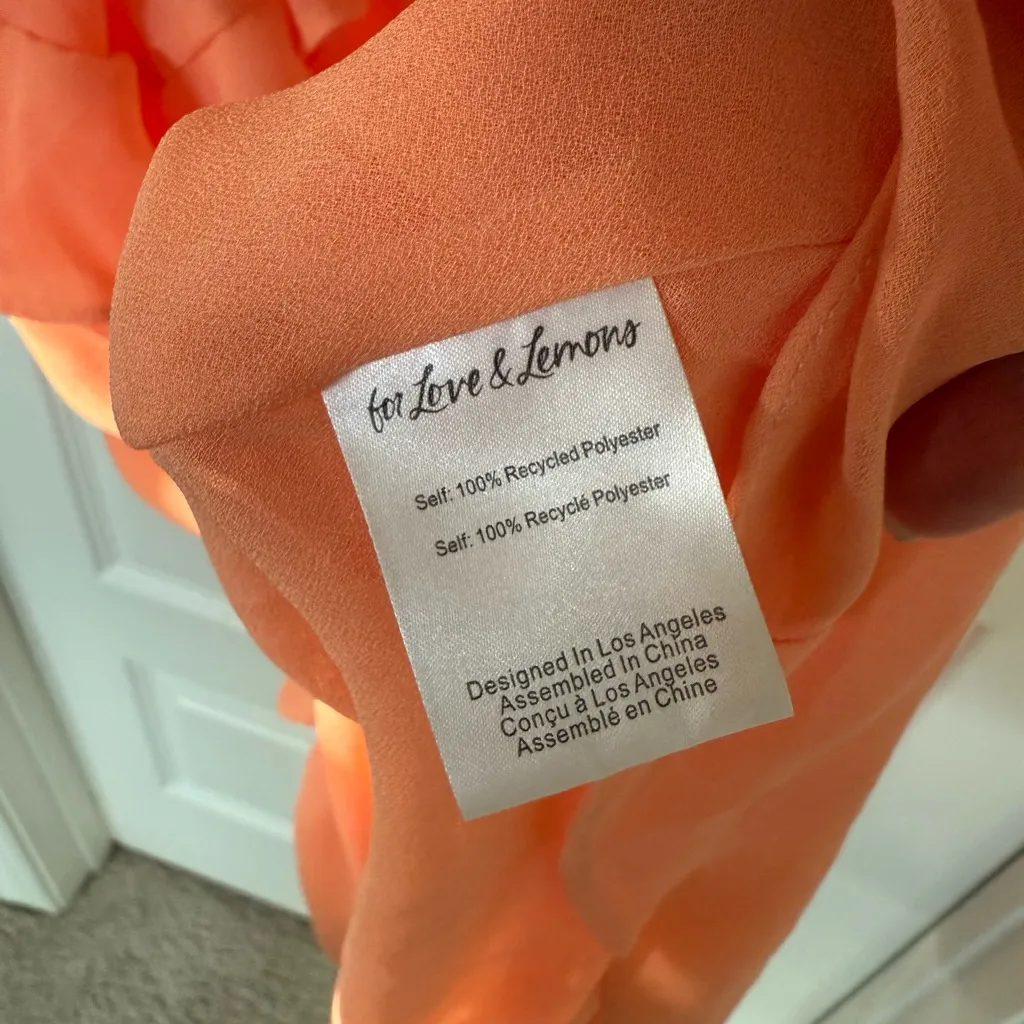 for Love & Lemons
Self: 100% Recycled Polyester
Self: 100% Recyclé Polyester
Designed In Los Angeles
Assembled In China
Conçu à Los Angeles
Assemblé en Chine